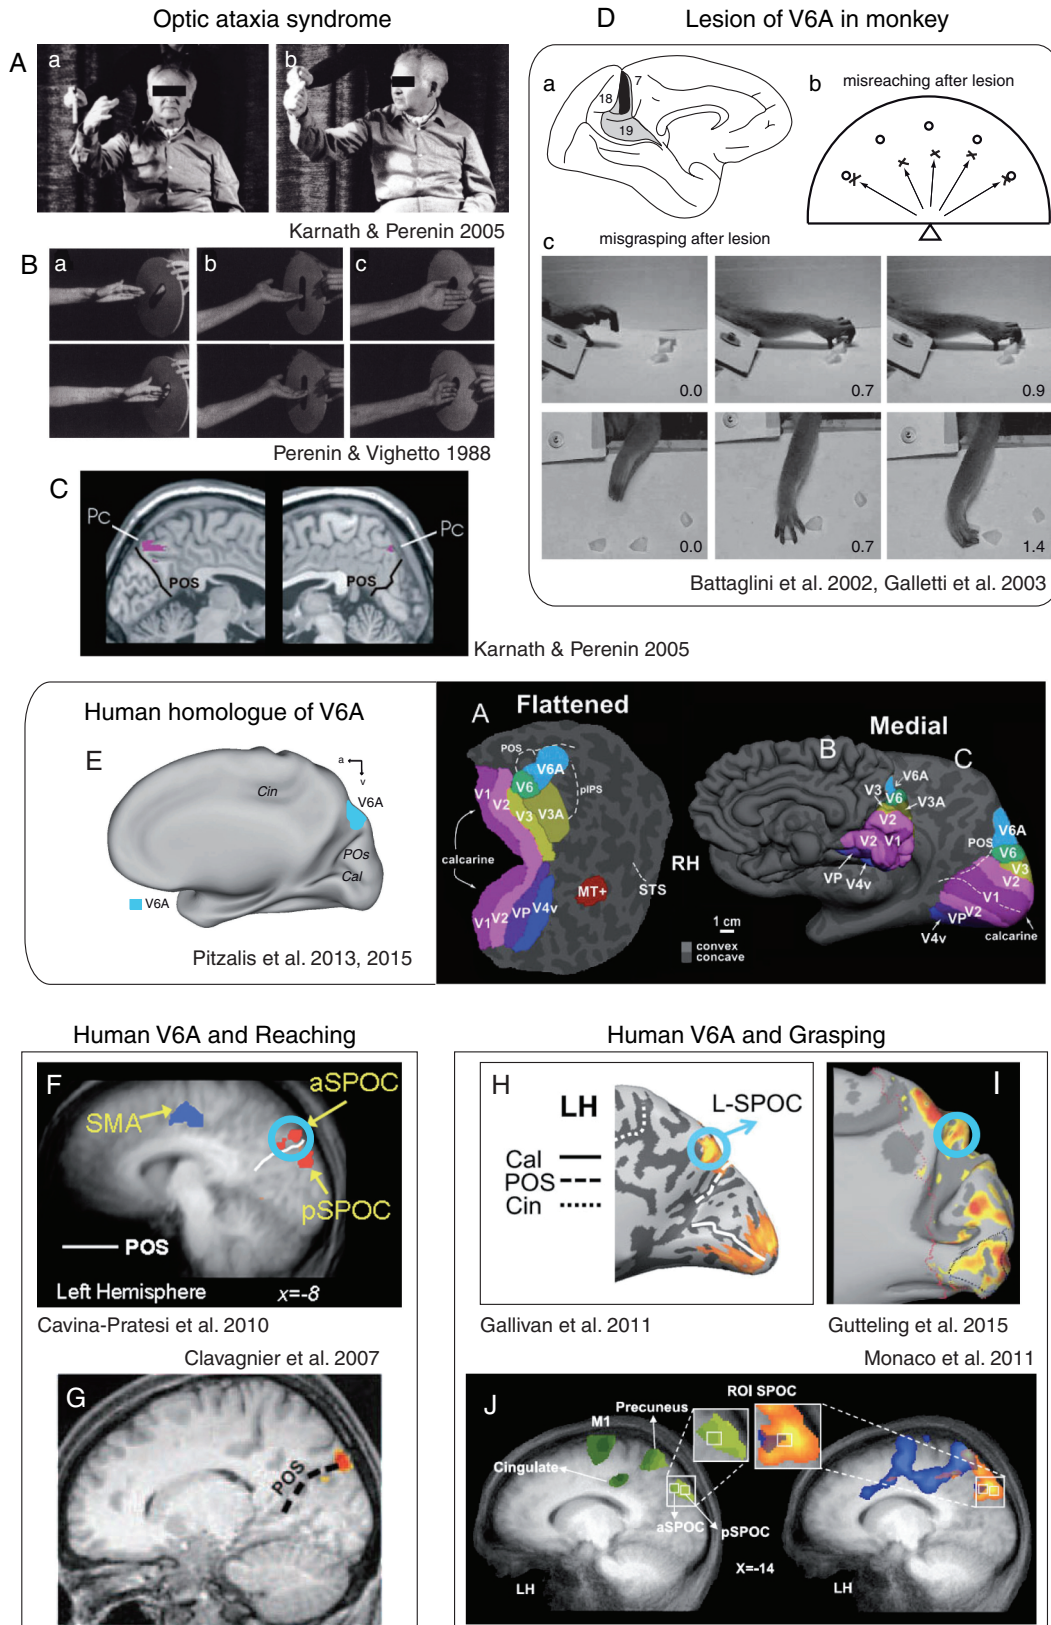 Optic ataxia syndrome
A
a
b
Karnath & Perenin 2005
B
a
b
c
Perenin & Vighetto 1988
C
Pc
POS
Pc
POS
Karnath & Perenin 2005
D
Lesion of V6A in monkey
a
7
18
19
b
misreaching after lesion
c
misgrasping after lesion
0.0
0.7
0.9
0.0
0.7
1.4
Battaglini et al. 2002, Galletti et al. 2003
Human homologue of V6A
E
a
v
V6A
Cin
POs
Cal
V6A
Pitzalis et al. 2013, 2015
A
Flattened
POS
V6A
V6
pIPS
V1
V2
V3
V3A
calcarine
MT+
STS
V1
V2
VP
V4v
RH
Medial
B
C
V6A
V6
V3
V3A
V2
V2
V1
VP
V4v
V6A
POS
V6
V3
V2
V1
V2
VP
V4v
calcarine
1 cm
convex
concave
Human V6A and Reaching
F
aSPOC
SMA
pSPOC
POS
Left Hemisphere
x=-8
Cavina-Pratesi et al. 2010
Clavagnier et al. 2007
G
POS
Human V6A and Grasping
H
LH
L-SPOC
Cal
POS
Cin
Gallivan et al. 2011
I
Gutteling et al. 2015
Monaco et al. 2011
J
ROI SPOC
Precuneus
M1
Cingulate
aSPOC
pSPOC
X=-14
LH
LH